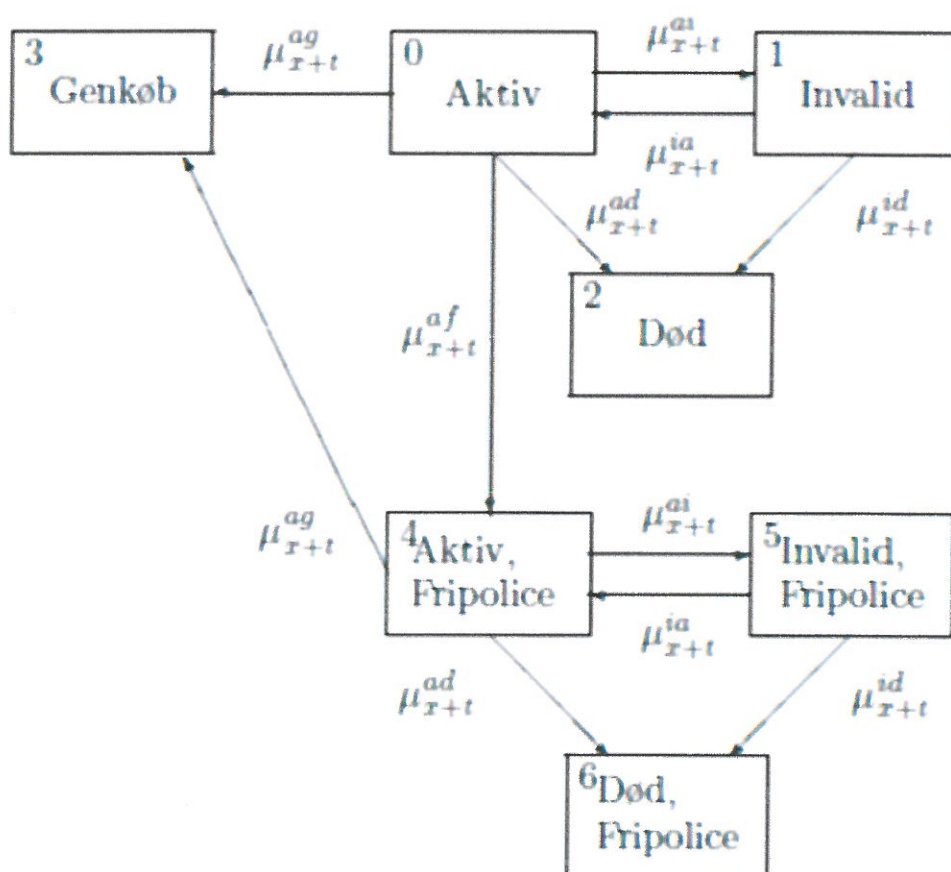 μ^{ag}_{x+t}
μ^{ai}_{x+t}
3
Genkøb
0
Aktiv
1
Invalid
μ^{ia}_{x+t}
μ^{ad}_{x+t}
μ^{id}_{x+t}
2
Død
μ^{af}_{x+t}
μ^{ag}_{x+t}
μ^{ai}_{x+t}
4
Aktiv,
Fripolice
5
Invalid,
Fripolice
μ^{ia}_{x+t}
μ^{ad}_{x+t}
μ^{id}_{x+t}
6
Død,
Fripolice